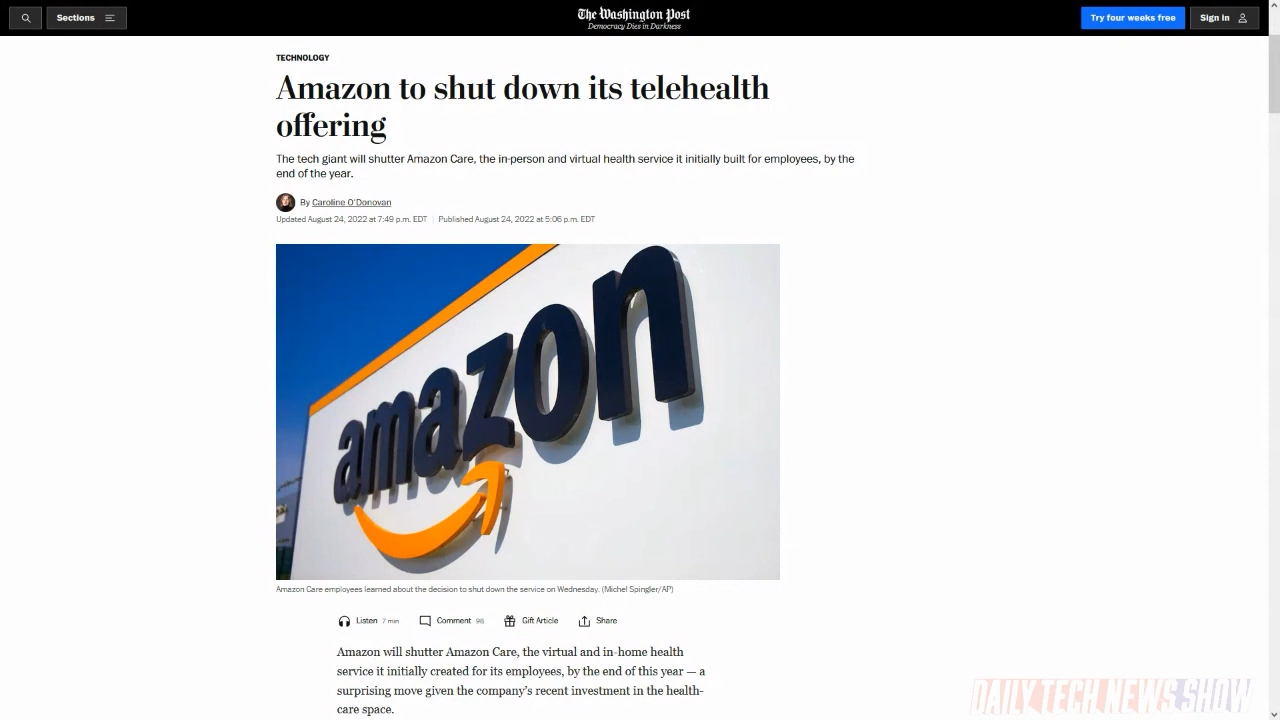 Sections
The Washington Post
Democracy Dies in Darkness
Try four weeks free
Sign in
TECHNOLOGY
Amazon to shut down its telehealth
offering
The tech giant will shutter Amazon Care, the in-person and virtual health service it initially built for employees, by the
end of the year.
By Caroline O'Donovan
Updated August 24, 2022 at 7:49 p.m. EDT | Published August 24, 2022 at 5:06 p.m. EDT
amazon
Amazon Care employees learned about the decision to shut down the service on Wednesday. (Michel Spingler/AP)
Listen 7 min Comment 98 Gift Article Share
Amazon will shutter Amazon Care, the virtual and in-home health
service it initially created for its employees, by the end of this year — a
surprising move given the company's recent investment in the health-
care space.
DAILY TECH NEWS SHOW